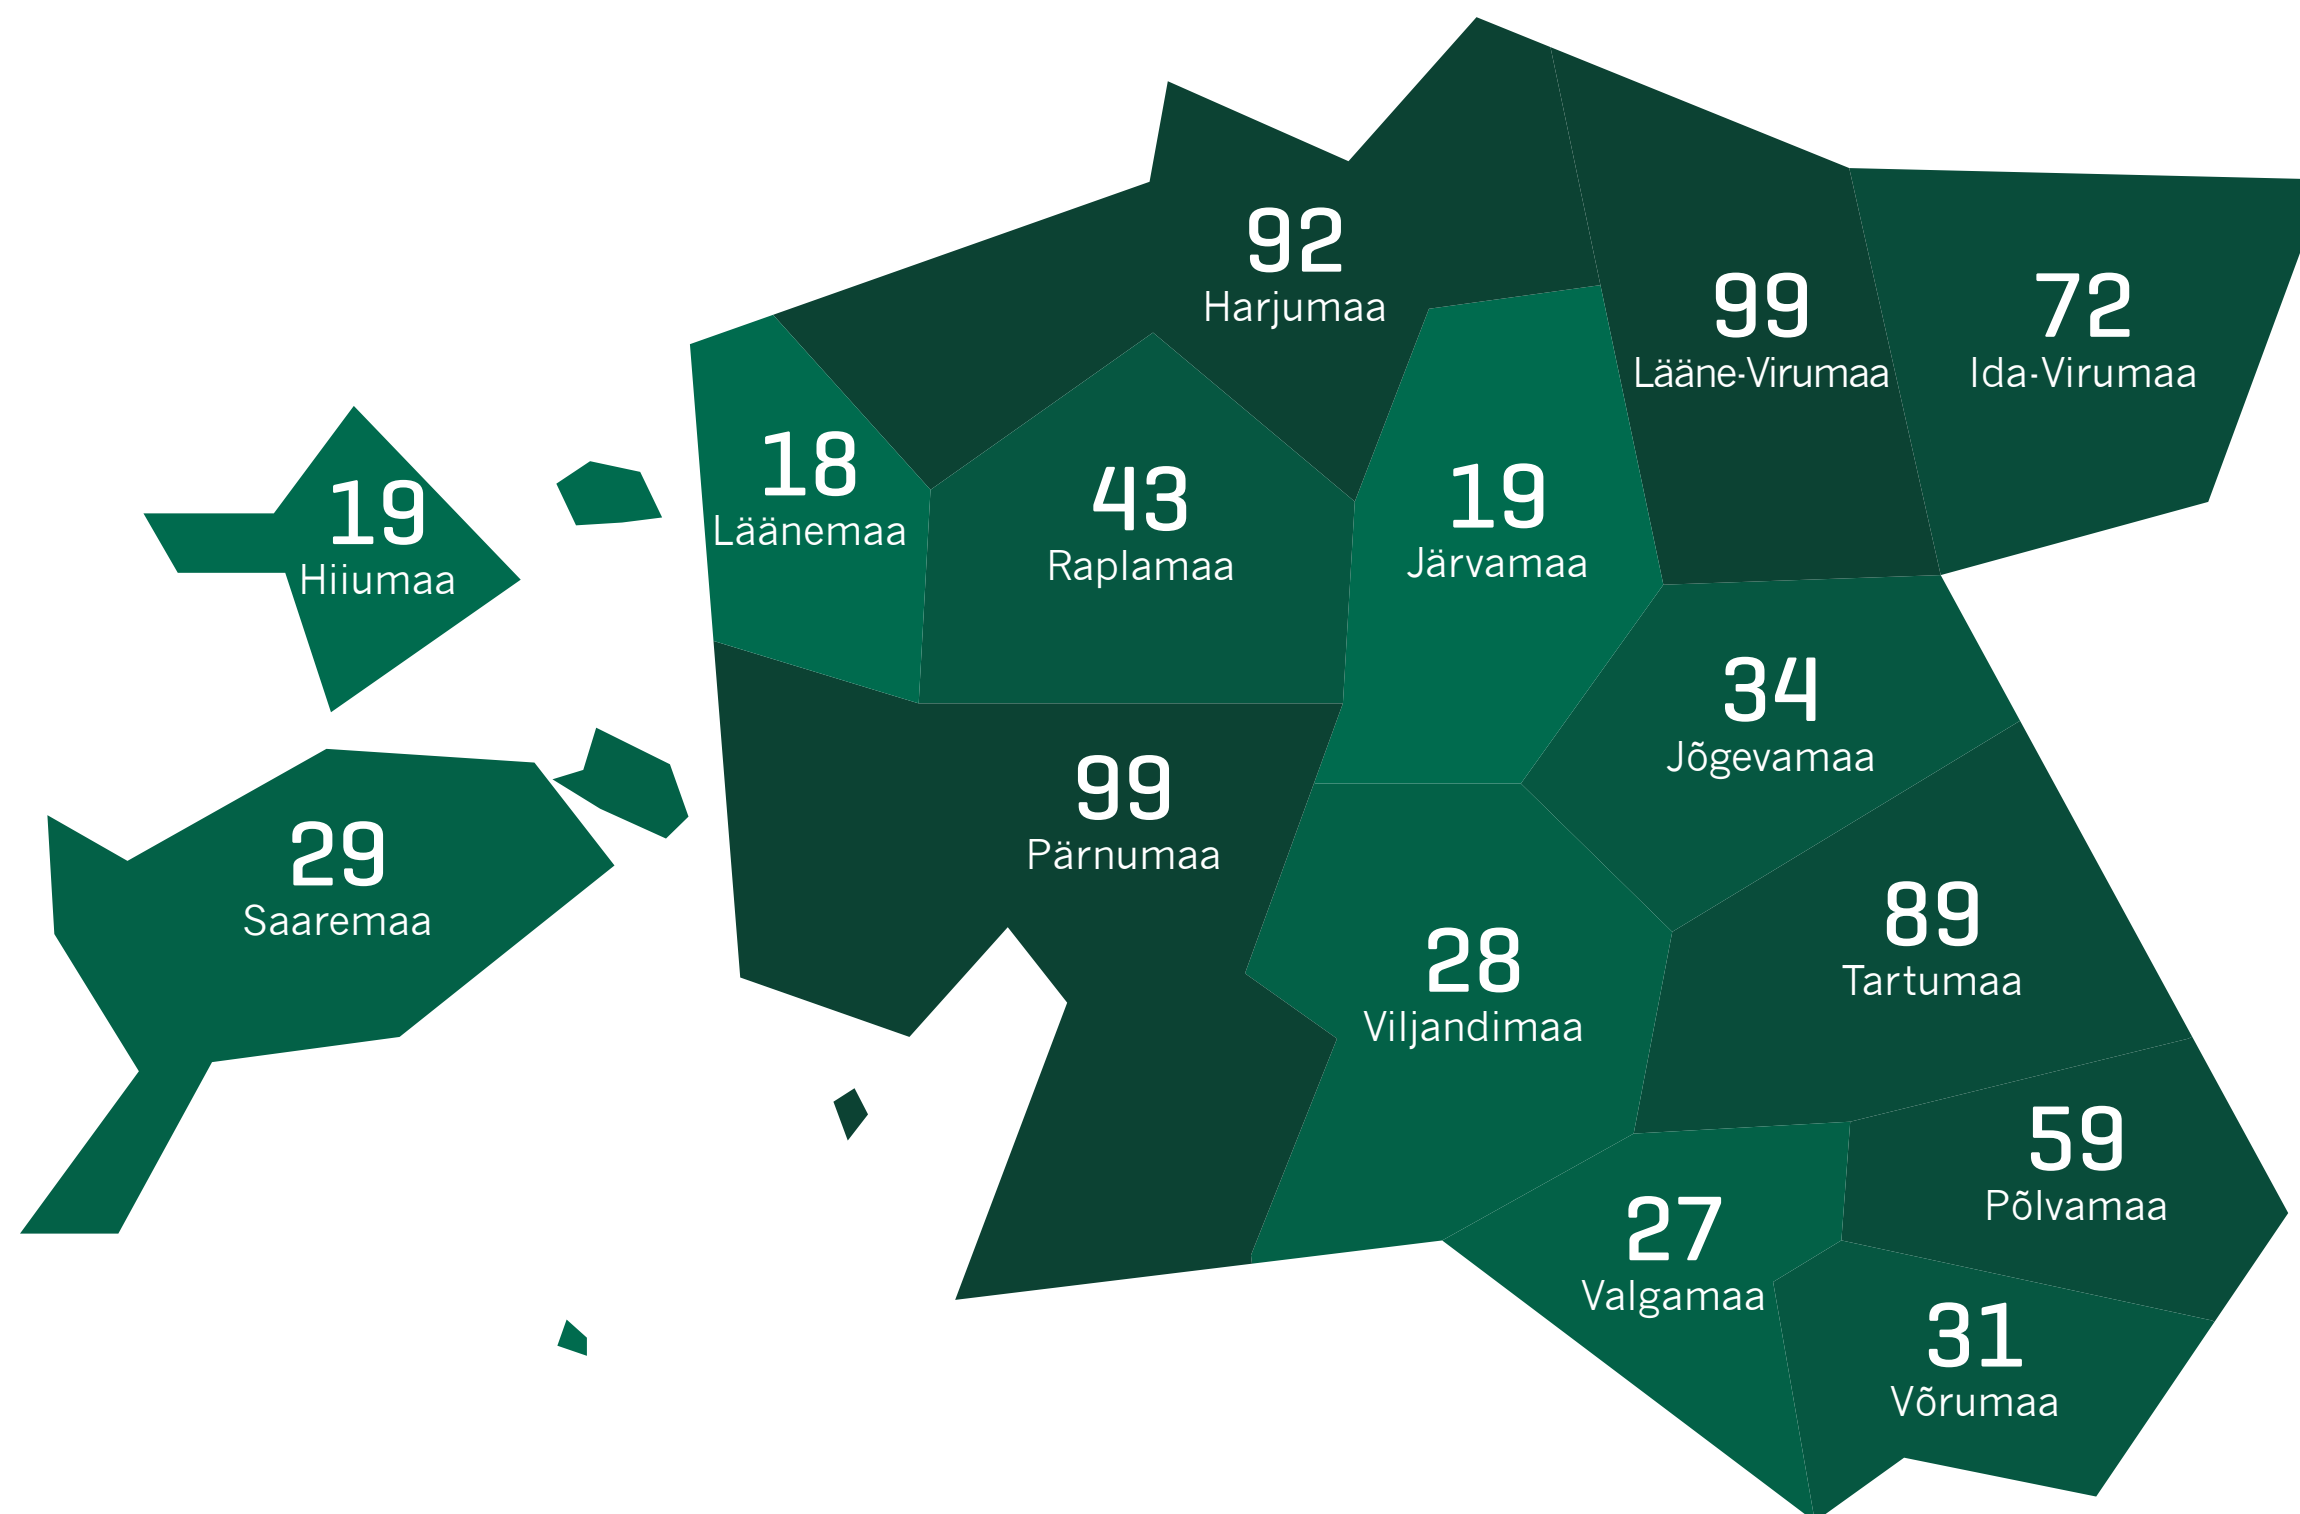 92
Harjumaa
99
Lääne-Virumaa
72
Ida-Virumaa
18
Läänemaa
43
Raplamaa
19
Järvamaa
19
Hiiumaa
34
Jõgevamaa
99
Pärnumaa
29
Saaremaa
89
Tartumaa
28
Viljandimaa
59
Põlvamaa
27
Valgamaa
31
Võrumaa